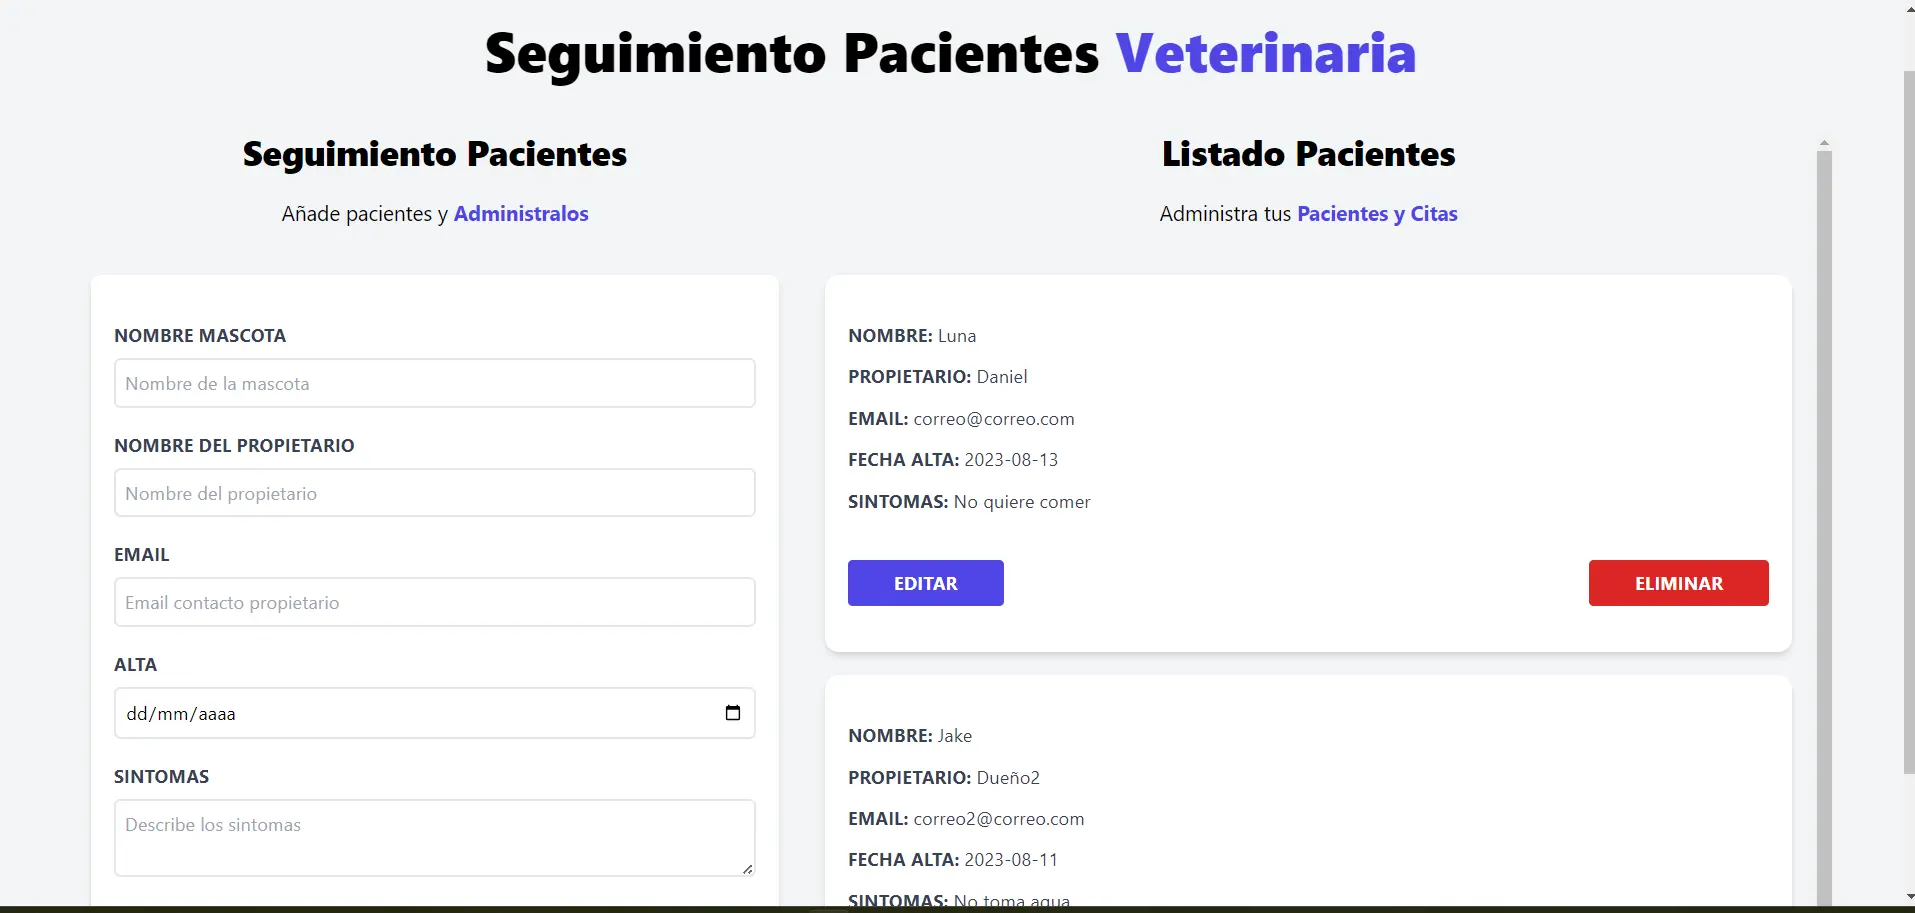 Seguimiento Pacientes Veterinaria
Seguimiento Pacientes
Añade pacientes y Administralos
NOMBRE MASCOTA
Nombre de la mascota
NOMBRE DEL PROPIETARIO
Nombre del propietario
EMAIL
Email contacto propietario
ALTA
dd/mm/aaaa
SINTOMAS
Describe los sintomas
Listado Pacientes
Administra tus Pacientes y Citas
NOMBRE: Luna
PROPIETARIO: Daniel
EMAIL: correo@correo.com
FECHA ALTA: 2023-08-13
SINTOMAS: No quiere comer
EDITAR
ELIMINAR
NOMBRE: Jake
PROPIETARIO: Dueño2
EMAIL: correo2@correo.com
FECHA ALTA: 2023-08-11
SINTOMAS: No toma agua